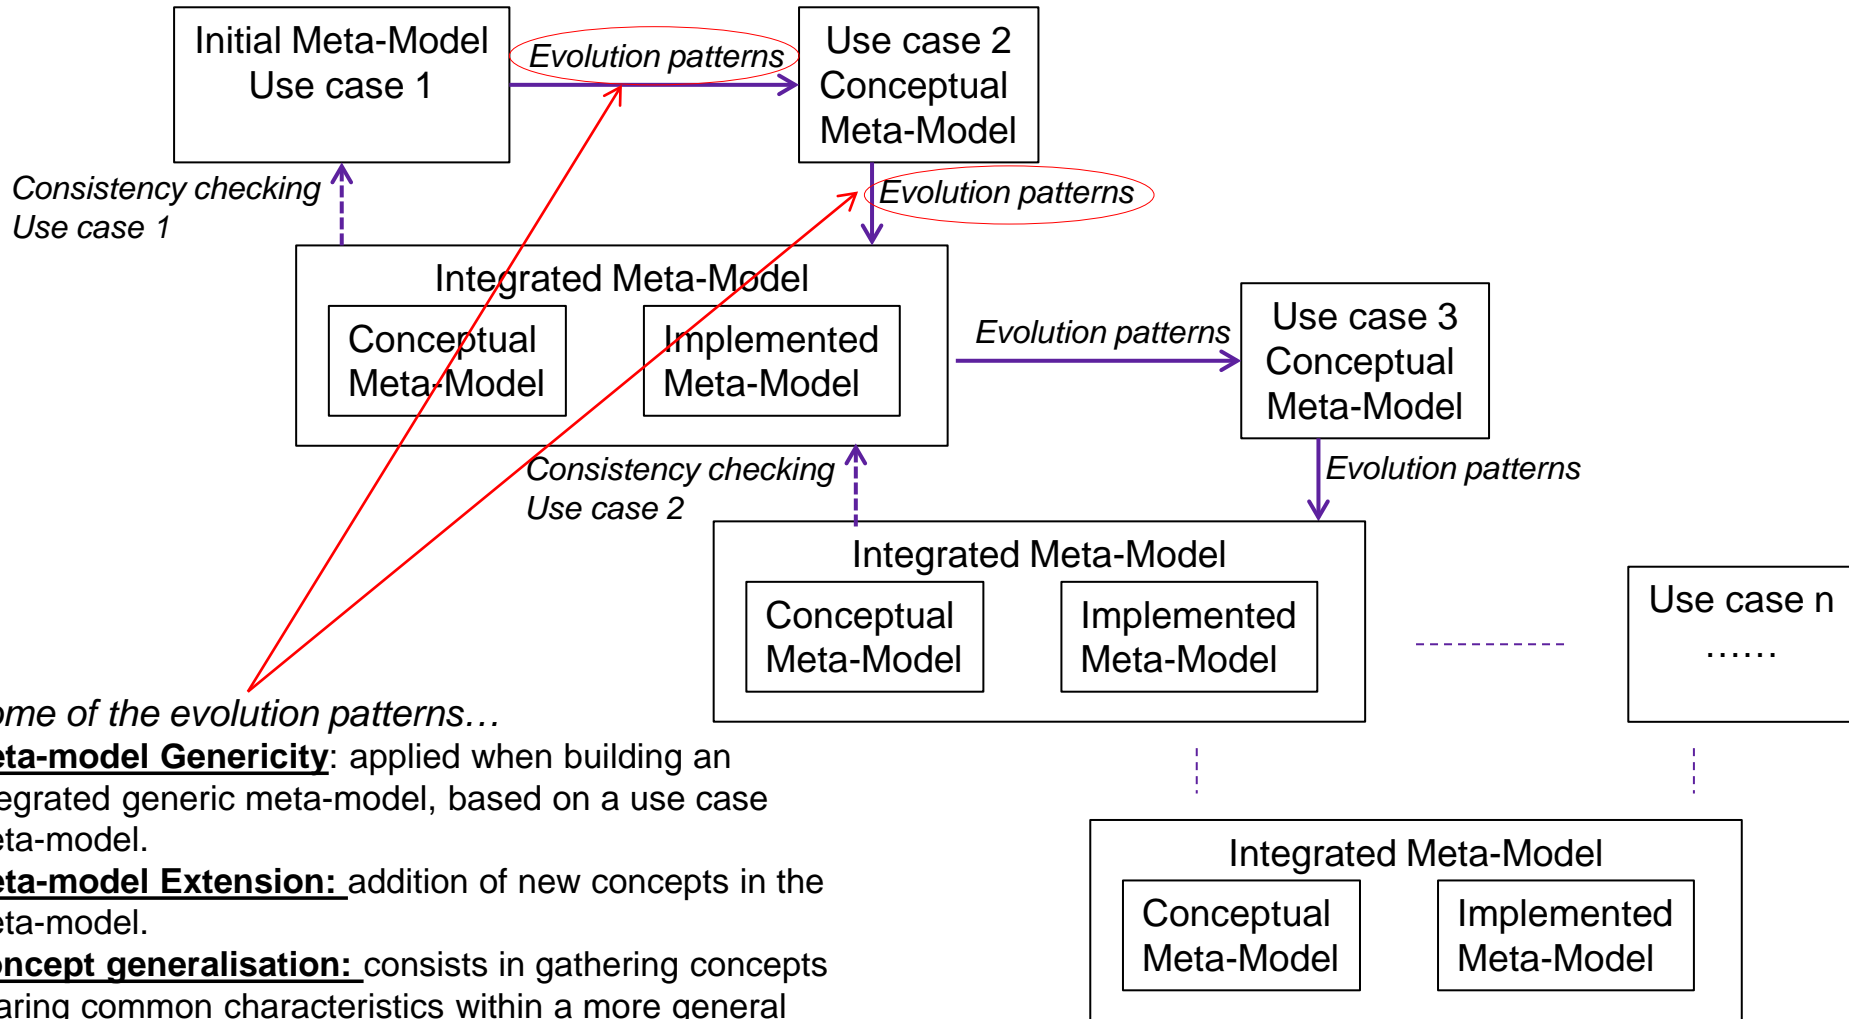 Initial Meta-Model
Use case 1
Evolution patterns
Use case 2
Conceptual
Meta-Model
Consistency checking
Use case 1
Evolution patterns
Integrated Meta-Model
Conceptual
Meta-Model
Implemented
Meta-Model
Evolution patterns
Use case 3
Conceptual
Meta-Model
Consistency checking
Use case 2
Evolution patterns
Integrated Meta-Model
Conceptual
Meta-Model
Implemented
Meta-Model
Use case n
……
ome of the evolution patterns…
eta-model Genericity: applied when building an
tegrated generic meta-model, based on a use case
eta-model.
eta-model Extension: addition of new concepts in the
eta-model.
oncept generalisation: consists in gathering concepts
aring common characteristics within a more general
Integrated Meta-Model
Conceptual
Meta-Model
Implemented
Meta-Model